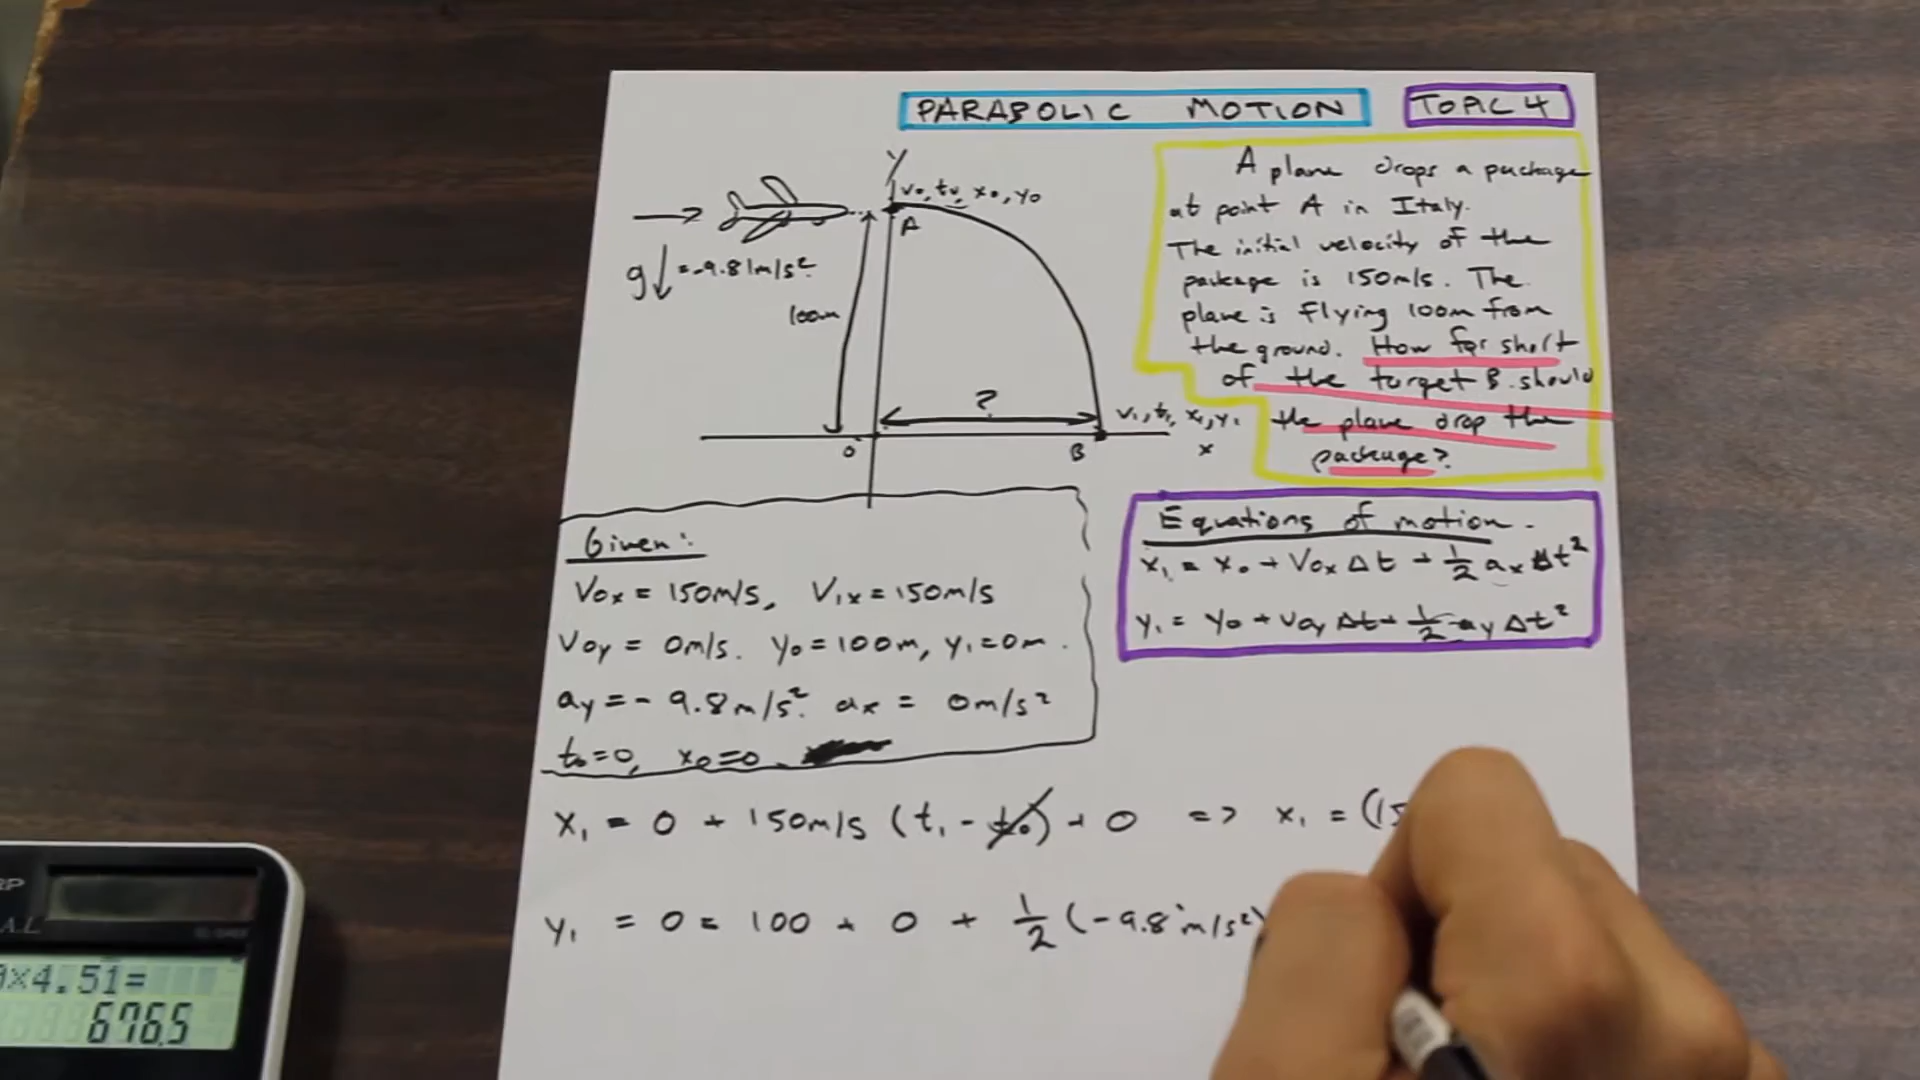 PARABOLIC MOTION
TOPIC 4
y
v₀, t₀, x₀, y₀
A
g↓ = -9.81m/s²
100m
?
v₁, t₁, x₁, y₁
O
B
x
A plane drops a package
at point A in Italy.
The initial velocity of the
package is 150m/s. The
plane is flying 100m from
the ground. How far short
of the target B should
the plane drop the
package?
Given:
V₀x = 150m/s, V₁x = 150m/s
V₀y = 0m/s. y₀ = 100m, y₁ = 0m.
ay = - 9.8m/s². ax = 0m/s²
t₀=0, x₀=0.
Equations of motion.
x₁ = x₀ + V₀x Δt + 1/2 ax Δt²
y₁ = y₀ + V₀y Δt + 1/2 ay Δt²
x₁ = 0 + 150m/s (t₁ - t₀) + 0 => x₁ = (15
y₁ = 0 = 100 + 0 + 1/2 (-9.8m/s²)
RP
AL
×4.51=
676.5